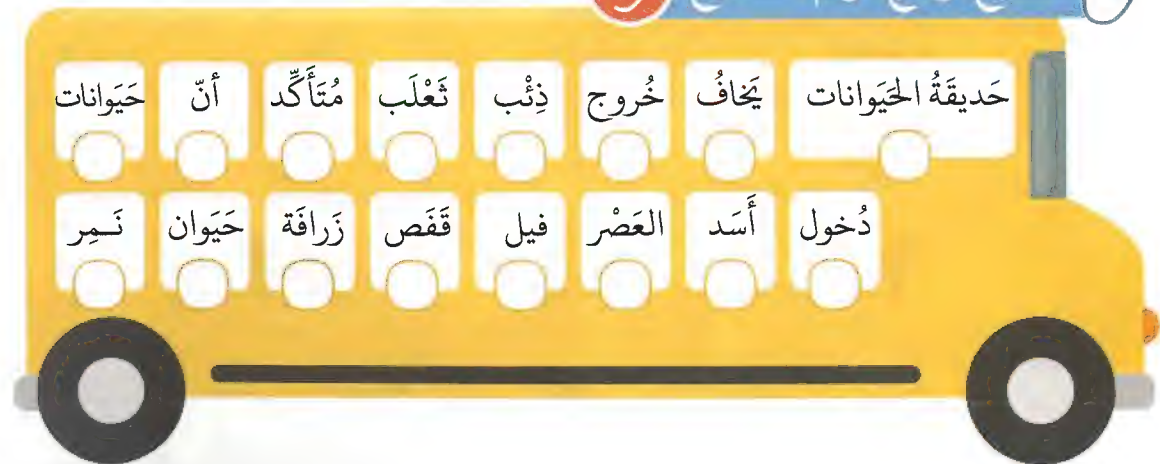 حَديقَةُ الحَيَوانات يَخافُ خُروج ذِئْب ثَعْلَب مُتَأَكِّد أنّ حَيَوانات
دُخول أَسَد العَصْر فيل قَفَص زَرافَة حَيَوان نَـمِر